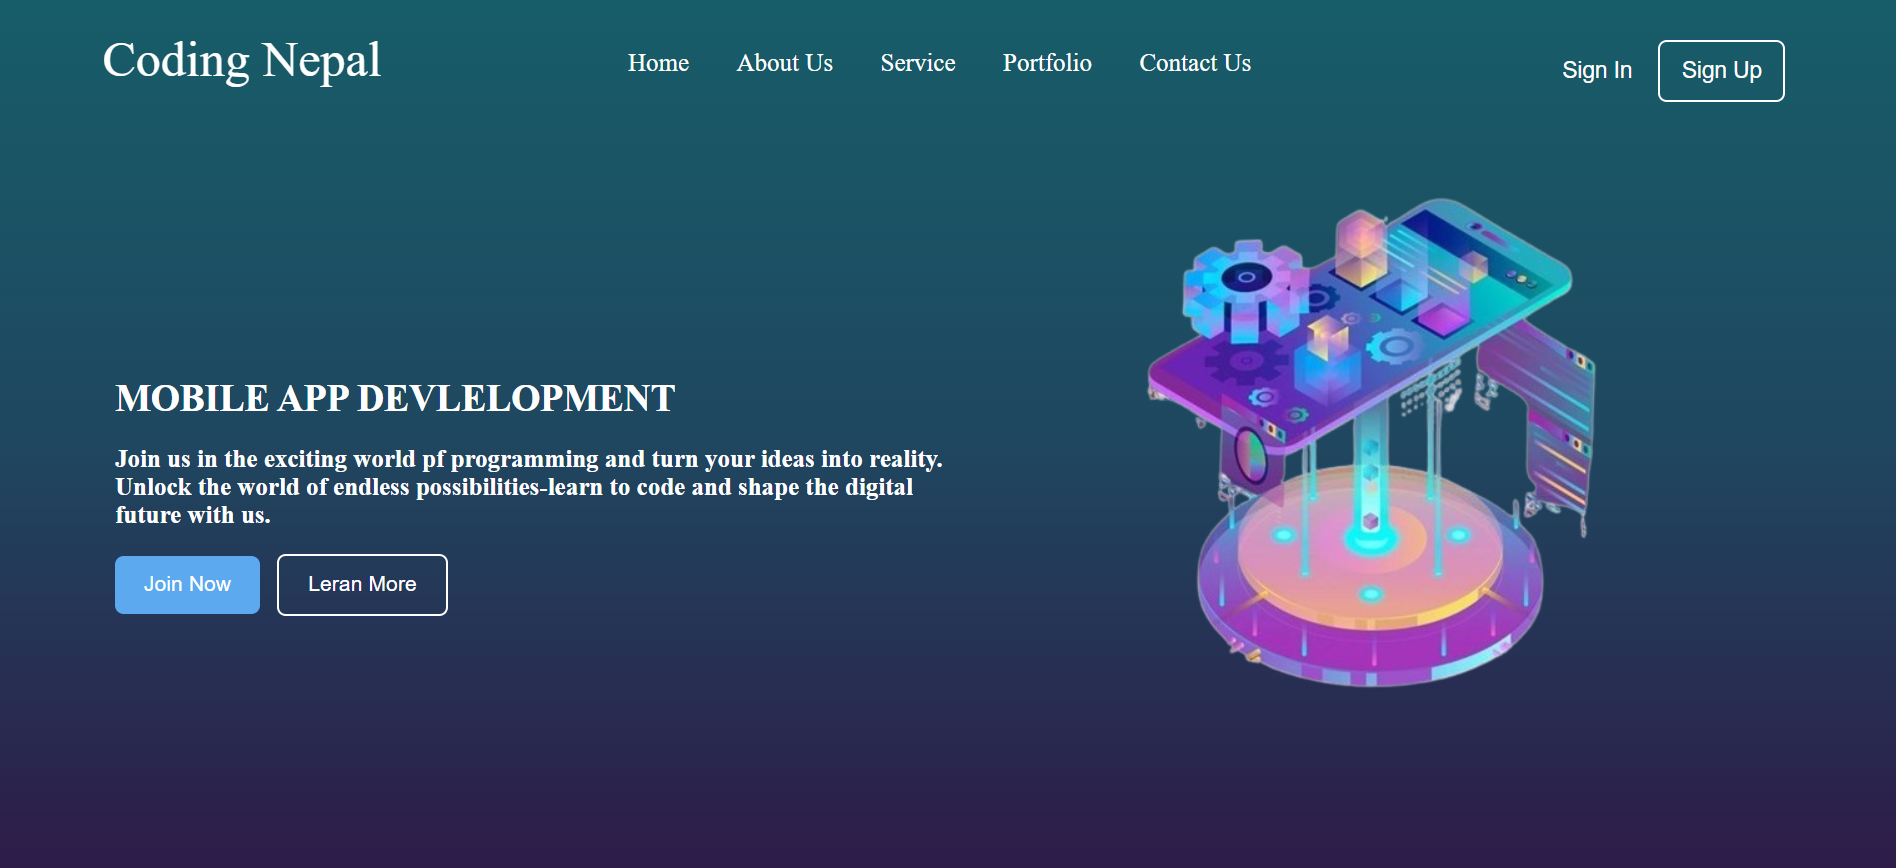 Coding Nepal
Home About Us Service Portfolio Contact Us
Sign In Sign Up
MOBILE APP DEVLELOPMENT
Join us in the exciting world pf programming and turn your ideas into reality.
Unlock the world of endless possibilities-learn to code and shape the digital
future with us.
Join Now Leran More